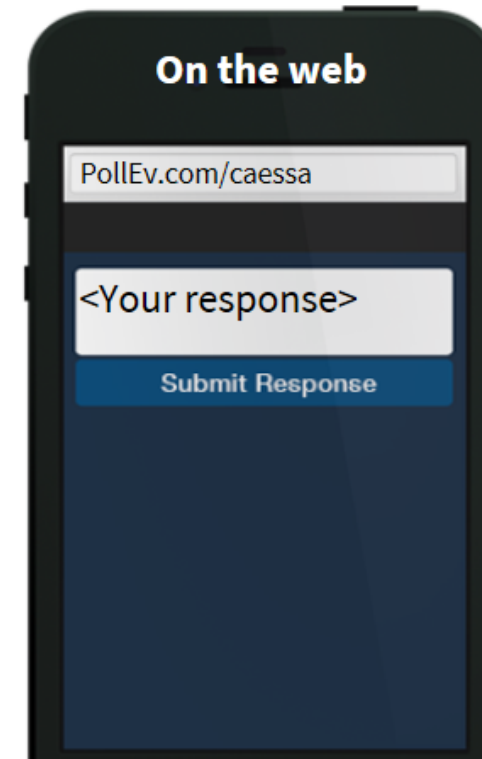 On the web
PollEv.com/caessa
<Your response>
Submit Response